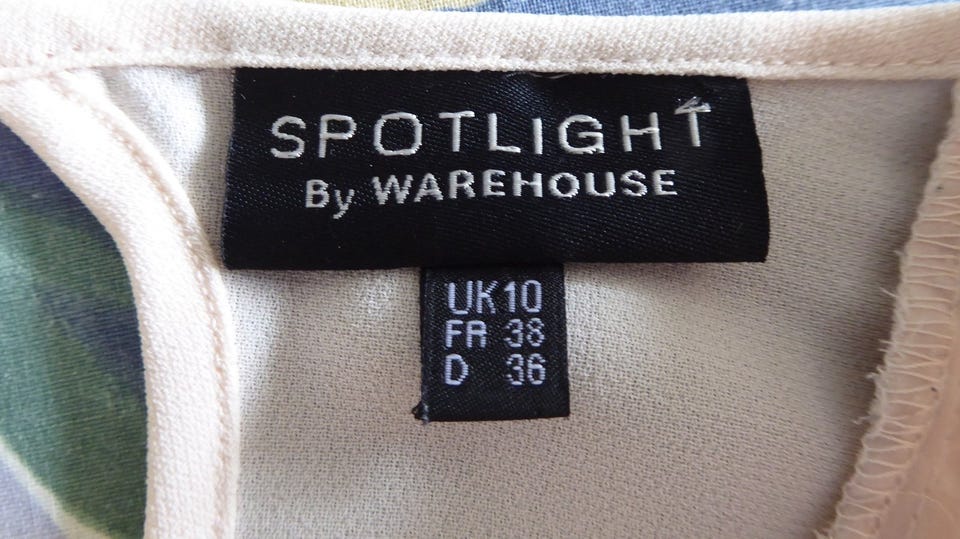 SPOTLIGHT
By WAREHOUSE
UK10
FR 38
D 36